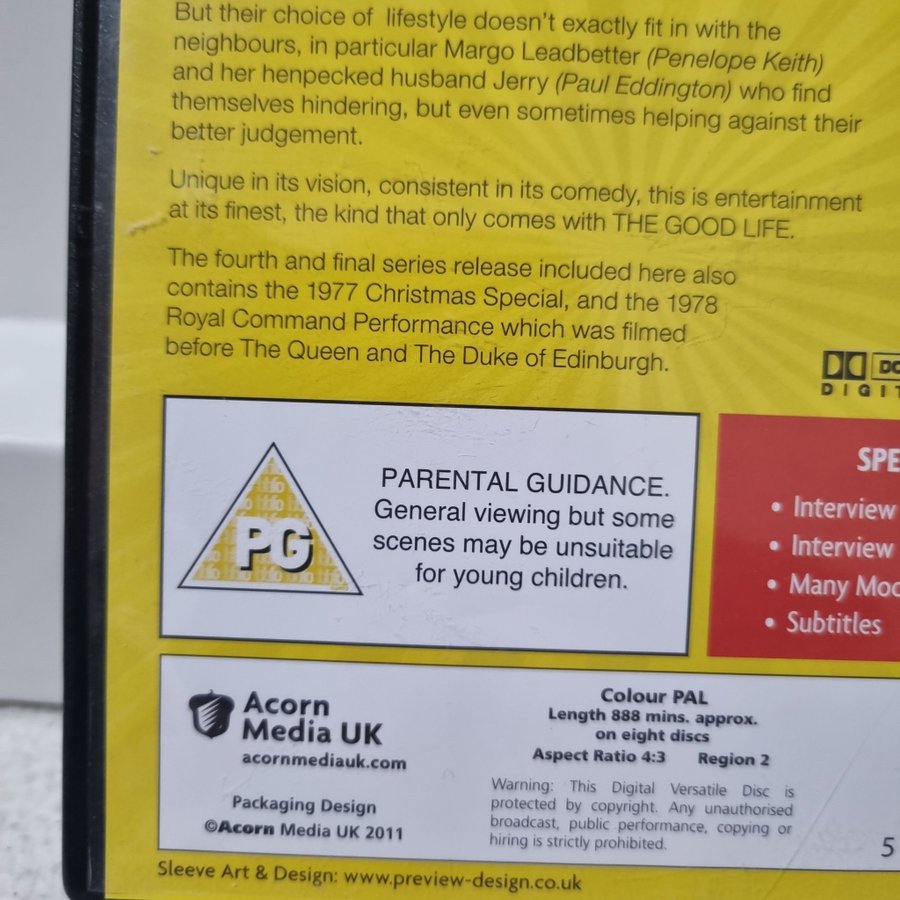 But their choice of lifestyle doesn't exactly fit in with the
neighbours, in particular Margo Leadbetter (Penelope Keith)
and her henpecked husband Jerry (Paul Eddington) who find
themselves hindering, but even sometimes helping against their
better judgement.
Unique in its vision, consistent in its comedy, this is entertainment
at its finest, the kind that only comes with THE GOOD LIFE.
The fourth and final series release included here also
contains the 1977 Christmas Special, and the 1978
Royal Command Performance which was filmed
before The Queen and The Duke of Edinburgh.
PG
PARENTAL GUIDANCE.
General viewing but some
scenes may be unsuitable
for young children.
• Interview
• Interview
• Many
• Subtitles
Acorn
Media UK
acornmediauk.com
Packaging Design
©Acorn Media UK 2011
Colour PAL
Length 888 mins. approx.
on eight discs
Aspect Ratio 4:3 Region 2
Warning: This Digital Versatile Disc is
protected by copyright. Any unauthorised
broadcast, public performance, copying or
hiring is strictly prohibited.
5
Sleeve Art & Design: www.preview-design.co.uk